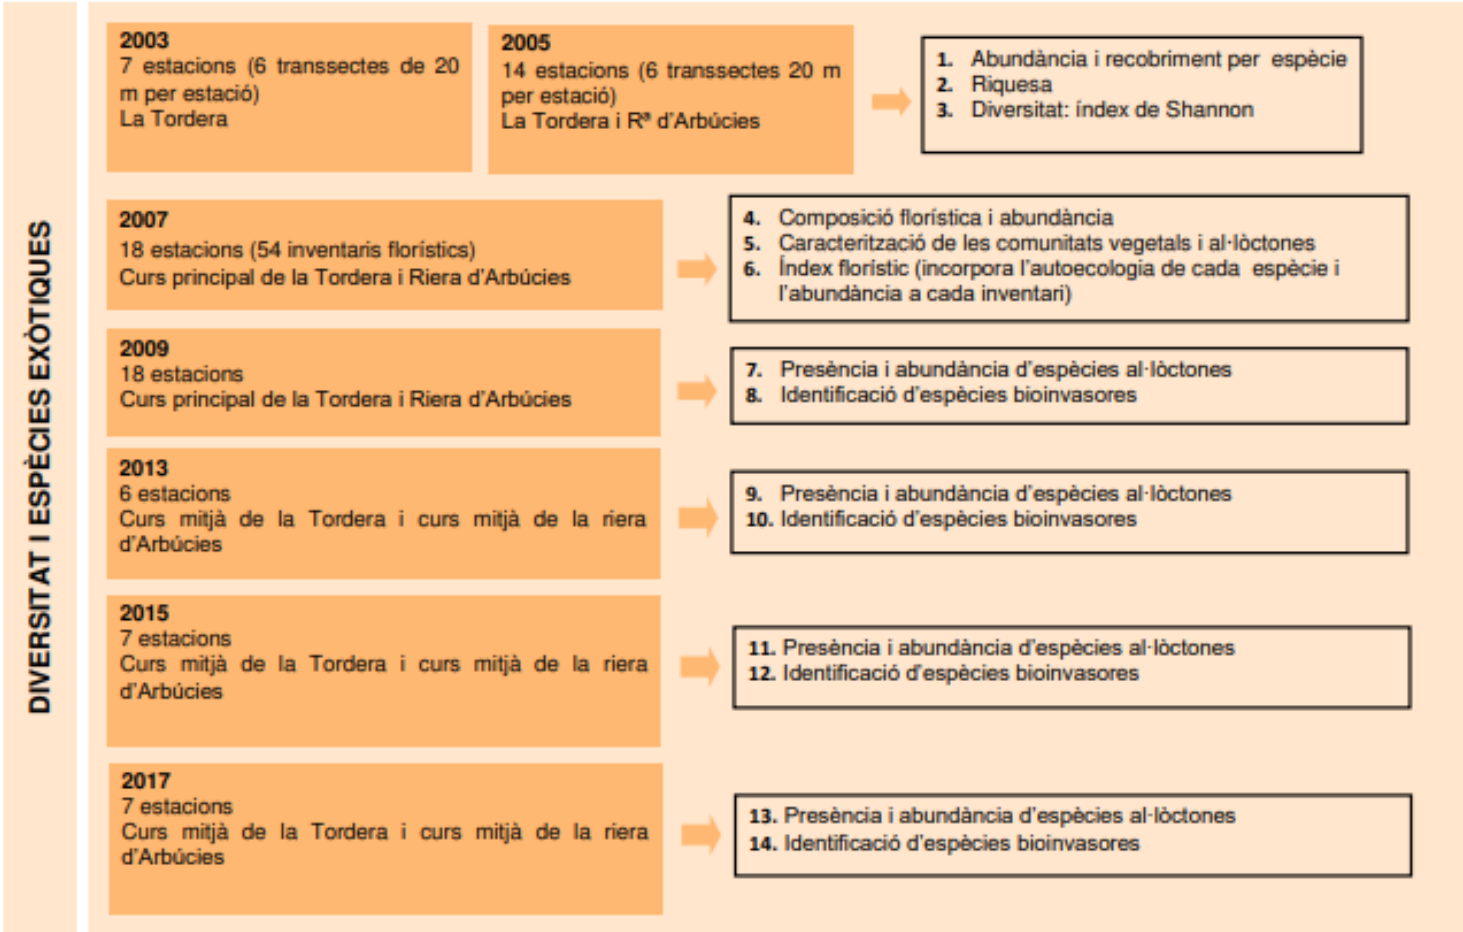 DIVERSITAT I ESPÈCIES EXÒTIQUES
2003
7 estacions (6 transsectes de 20
m per estació)
La Tordera
2005
14 estacions (6 transsectes 20 m
per estació)
La Tordera i Rª d'Arbúcies
1. Abundància i recobriment per espècie
2. Riquesa
3. Diversitat: índex de Shannon
2007
18 estacions (54 inventaris florístics)
Curs principal de la Tordera i Riera d'Arbúcies
4. Composició florística i abundància
5. Caracterització de les comunitats vegetals i al·lòctones
6. Índex florístic (incorpora l'autoecologia de cada espècie i
l'abundància a cada inventari)
2009
18 estacions
Curs principal de la Tordera i Riera d'Arbúcies
7. Presència i abundància d'espècies al·lòctones
8. Identificació d'espècies bioinvasores
2013
6 estacions
Curs mitjà de la Tordera i curs mitjà de la riera
d'Arbúcies
9. Presència i abundància d'espècies al·lòctones
10. Identificació d'espècies bioinvasores
2015
7 estacions
Curs mitjà de la Tordera i curs mitjà de la riera
d'Arbúcies
11. Presència i abundància d'espècies al·lòctones
12. Identificació d'espècies bioinvasores
2017
7 estacions
Curs mitjà de la Tordera i curs mitjà de la riera
d'Arbúcies
13. Presència i abundància d'espècies al·lòctones
14. Identificació d'espècies bioinvasores